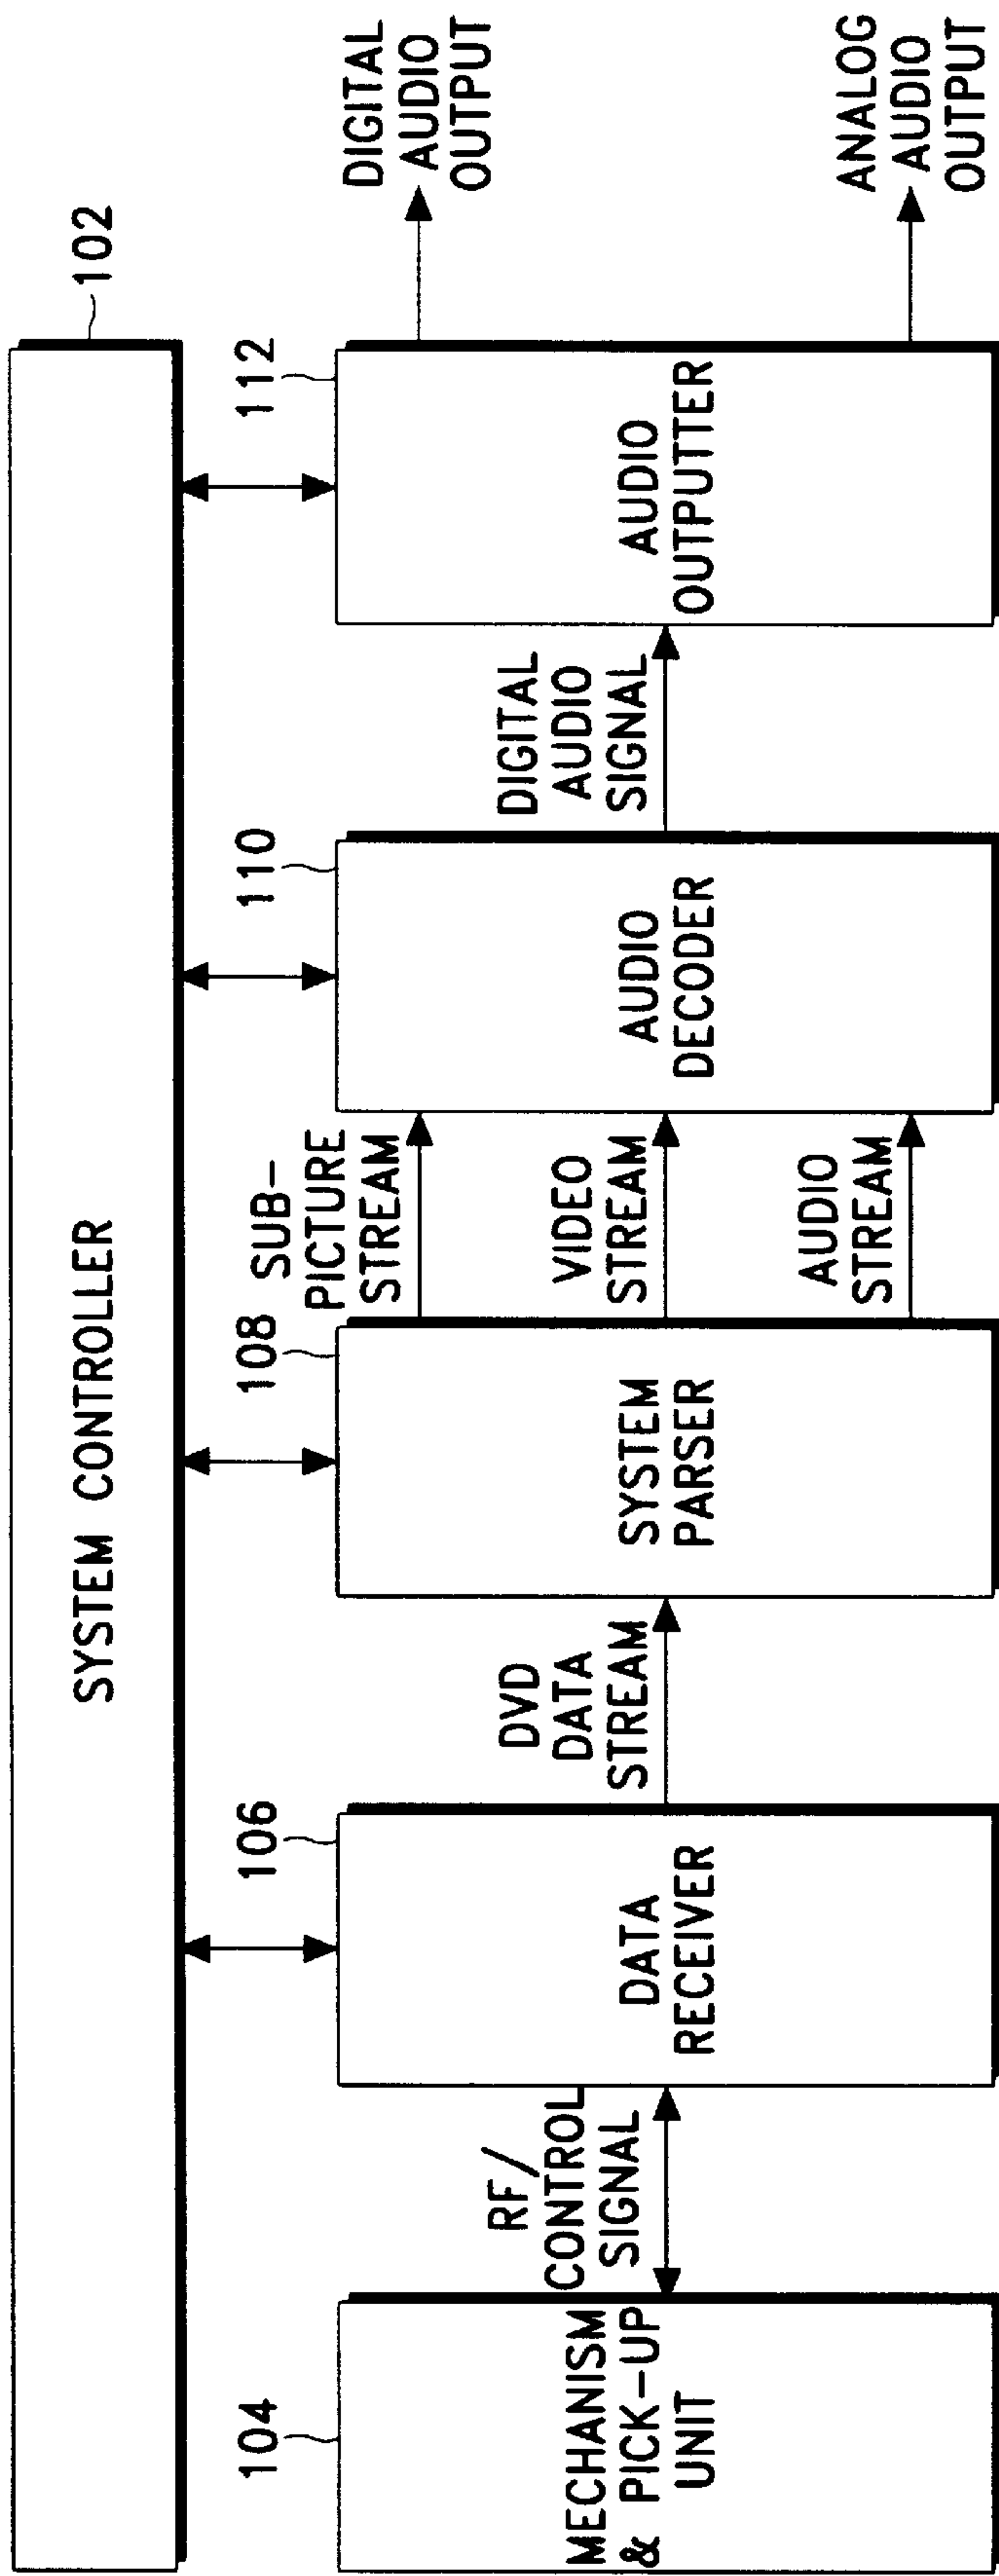 SYSTEM CONTROLLER
102
104
MECHANISM
& PICK-UP
UNIT
RF/
CONTROL
SIGNAL
106
DATA
RECEIVER
DVD
DATA
STREAM
108
SYSTEM
PARSER
SUB-
PICTURE
STREAM
VIDEO
STREAM
AUDIO
STREAM
110
AUDIO
DECODER
DIGITAL
AUDIO
SIGNAL
112
AUDIO
OUTPUTTER
DIGITAL
AUDIO
OUTPUT
ANALOG
AUDIO
OUTPUT